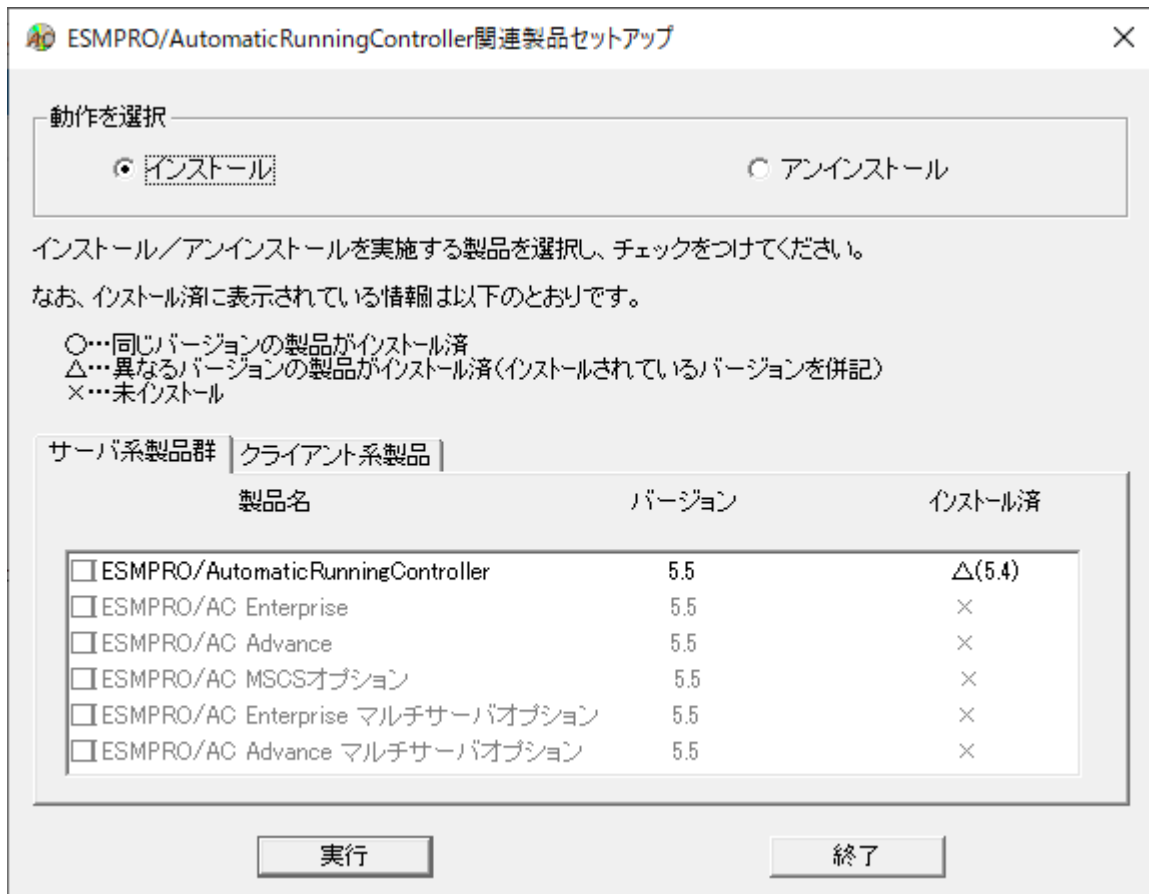 ESMPRO/AutomaticRunningController関連製品セットアップ
動作を選択
インストール アンインストール
インストール／アンインストールを実施する製品を選択し、チェックをつけてください。
なお、インストール済に表示されている情報は以下のとおりです。
○…同じバージョンの製品がインストール済
△…異なるバージョンの製品がインストール済(インストールされているバージョンを併記)
×…未インストール
サーバ系製品群 クライアント系製品
製品名 バージョン インストール済
ESMPRO/AutomaticRunningController 5.5 △(5.4)
ESMPRO/AC Enterprise 5.5 ×
ESMPRO/AC Advance 5.5 ×
ESMPRO/AC MSCSオプション 5.5 ×
ESMPRO/AC Enterprise マルチサーバオプション 5.5 ×
ESMPRO/AC Advance マルチサーバオプション 5.5 ×
実行 終了